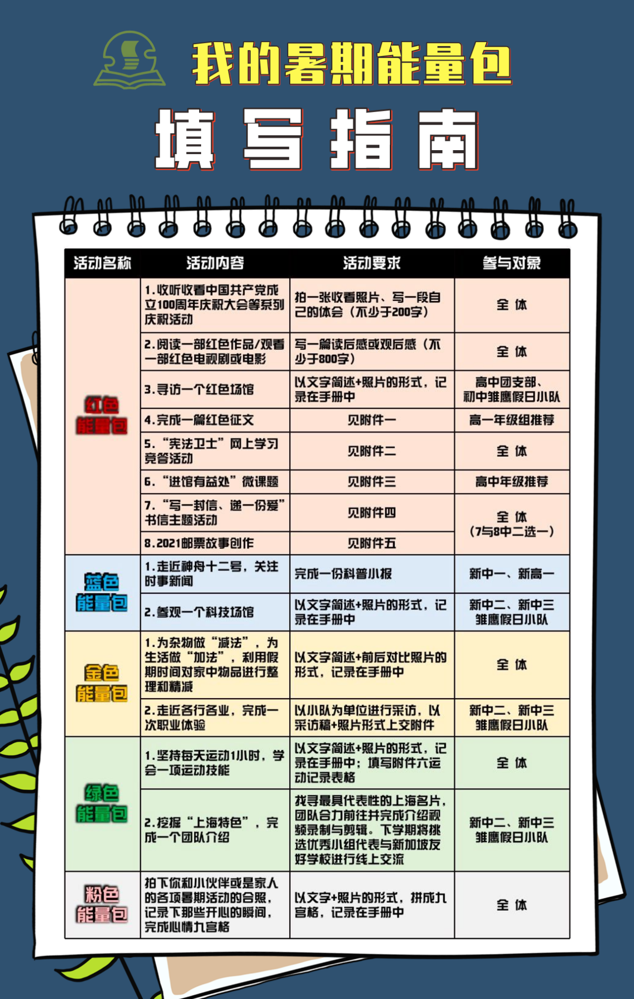 我的暑期能量包
填写指南
活动名称 活动内容 活动要求 参与对象
红色
能量包
1.收听收看中国共产党成
立100周年庆祝大会等系列
庆祝活动
拍一张收看照片、写一段自
己的体会（不少于200字）
全 体
2.阅读一部红色作品/观看
一部红色电视剧或电影
写一篇读后感或观后感（不
少于800字）
全 体
3.寻访一个红色场馆
以文字简述+照片的形式，记
录在手册中
高中团支部、
初中雏鹰假日小队
4.完成一篇红色征文
见附件一
高一年级组推荐
5.“宪法卫士”网上学习
竞答活动
见附件二
全 体
6.“进馆有益处”微课题
见附件三
高中年级推荐
7.“写一封信、递一份爱”
书信主题活动
见附件四
全 体
（7与8中二选一）
8.2021邮票故事创作
见附件五
蓝色
能量包
1.走近神舟十二号，关注
时事新闻
完成一份科普小报
新中一、新高一
2.参观一个科技场馆
以文字简述+照片的形式，记
录在手册中
新中二、新中三
雏鹰假日小队
金色
能量包
1.为杂物做“减法”，为
生活做“加法”，利用假
期时间对家中物品进行整
理和精减
以文字简述+前后对比照片的
形式，记录在手册中
全 体
2.走近各行各业，完成一
次职业体验
以小队为单位进行采访，以
采访稿+照片形式上交附件
新中二、新中三
雏鹰假日小队
绿色
能量包
1.坚持每天运动1小时，学
会一项运动技能
以文字简述+照片的形式，记
录在手册中；填写附件六运
动记录表格
全 体
2.挖掘“上海特色”，完
成一个团队介绍
找寻最具代表性的上海名片，
团队合力前往并完成介绍视
频录制与剪辑。下学期将挑
选优秀小组代表与新加坡友
好学校进行线上交流
新中二、新中三
雏鹰假日小队
粉色
能量包
拍下你和小伙伴或是家人
的各项暑期活动的合照，
记录下那些开心的瞬间，
完成心情九宫格
以文字+照片的形式，拼成九
宫格，记录在手册中
全 体